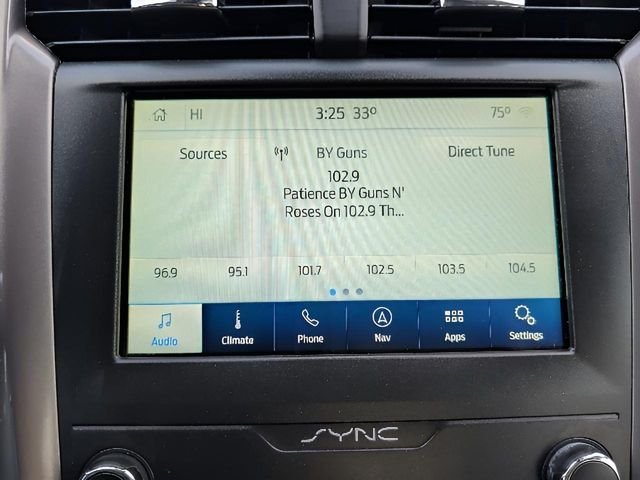 HI 3:25 33° 75°
Sources BY Guns Direct Tune
102.9
Patience BY Guns N'
Roses On 102.9 Th...
96.9 95.1 101.7 102.5 103.5 104.5
Audio Climate Phone Nav Apps Settings
SYNC